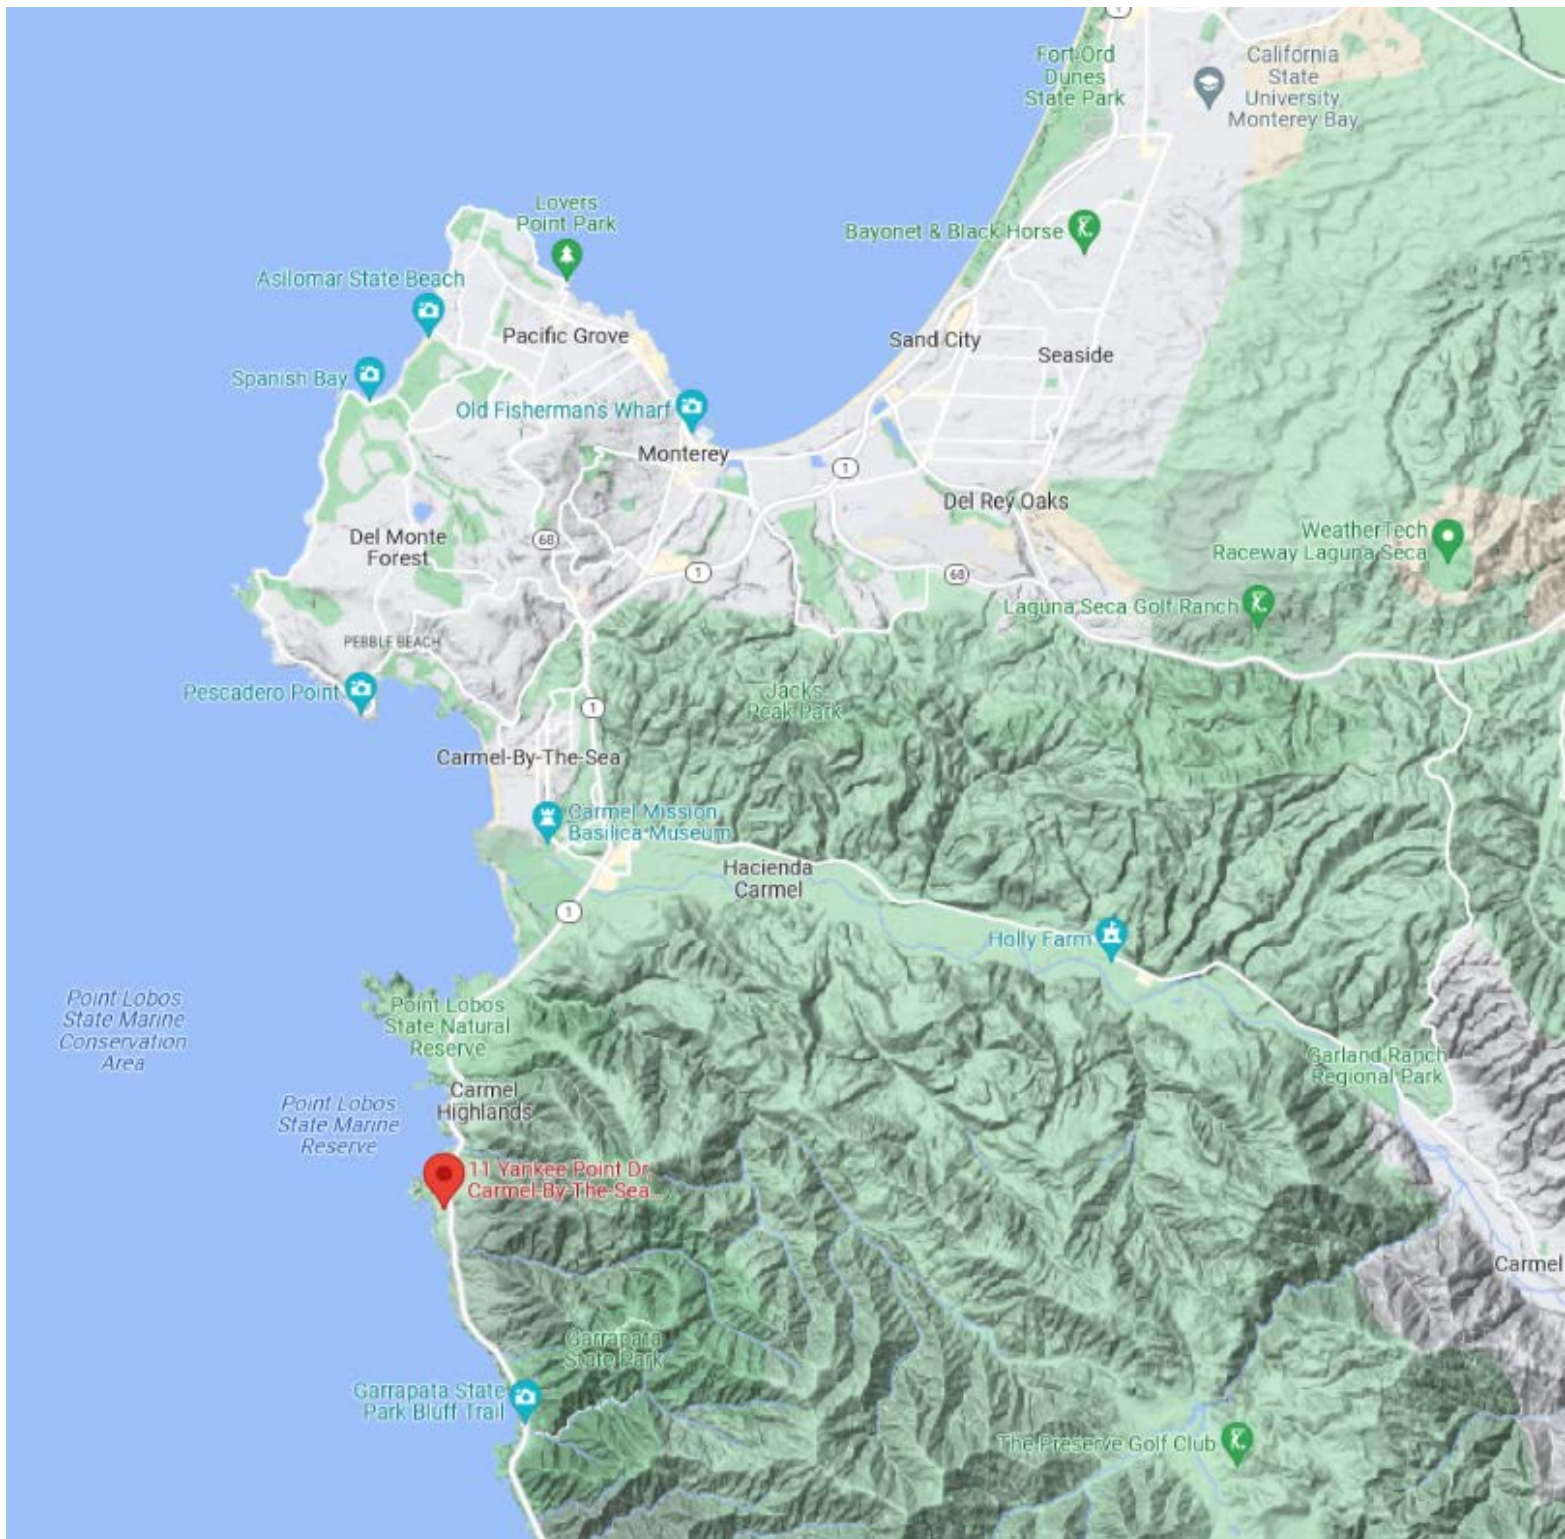 1
Fort Ord
Dunes
State Park
California
State
University,
Monterey Bay
Lovers
Point Park
Bayonet & Black Horse
Asilomar State Beach
Pacific Grove
Sand City
Seaside
Spanish Bay
Old Fisherman's Wharf
Monterey
1
Del Rey Oaks
WeatherTech
Raceway Laguna Seca
Del Monte
Forest
68
1
68
Laguna Seca Golf Ranch
PEBBLE BEACH
Pescadero Point
Jacks
Peak Park
1
Carmel-By-The-Sea
Carmel Mission
Basilica Museum
Hacienda
Carmel
1
Holly Farm
Point Lobos
State Marine
Conservation
Area
Point Lobos
State Natural
Reserve
Garland Ranch
Regional Park
Carmel
Highlands
Point Lobos
State Marine
Reserve
11 Yankee Point Dr,
Carmel-By-The-Sea...
Carmel
Garrapata
State Park
Garrapata State
Park Bluff Trail
The Preserve Golf Club